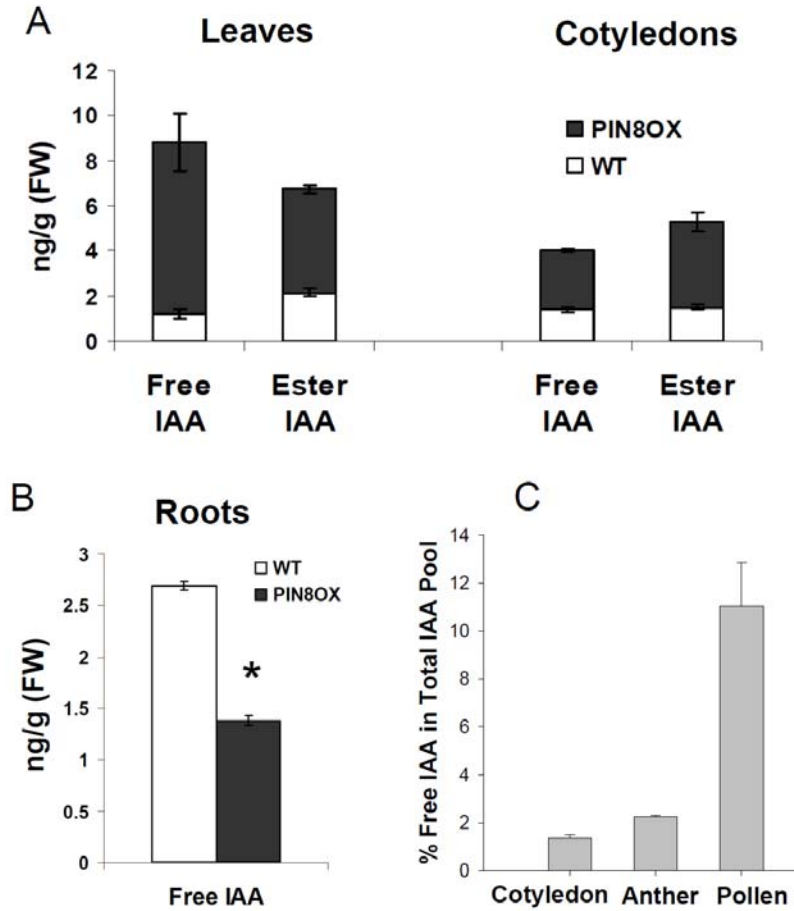 A
Leaves
Cotyledons
ng/g (FW)
12
10
8
6
4
2
0
PIN8OX
WT
Free
IAA
Ester
IAA
Free
IAA
Ester
IAA
B
Roots
ng/g (FW)
3
2.5
2
1.5
1
0.5
0
WT
PIN8OX
*
Free IAA
C
% Free IAA in Total IAA Pool
14
12
10
8
6
4
2
0
Cotyledon Anther Pollen